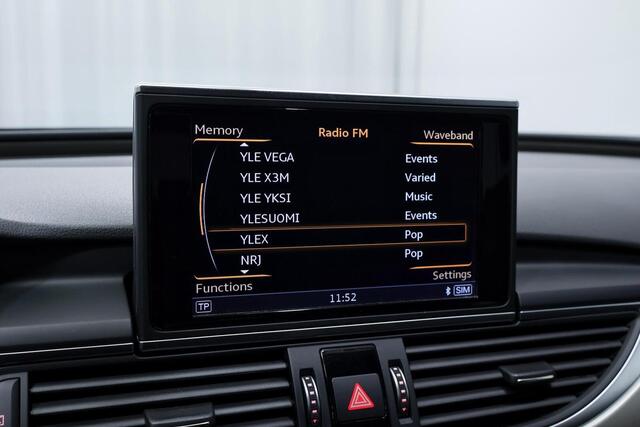 Memory Radio FM Waveband
YLE VEGA Events
YLE X3M Varied
YLE YKSI Music
YLESUOMI Events
YLEX Pop
NRJ Pop
Functions Settings
TP 11:52 SIM